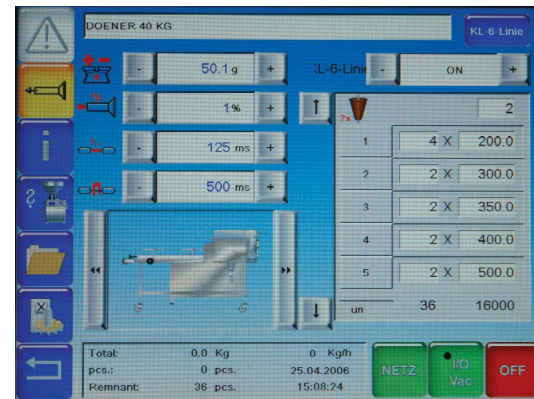 DOENER 40 KG
KL-6-Linie
- 50.1 g +
:L-6-Linie - ON +
% - 1% +
?x 2
- 125 ms +
1 4 X 200.0
2 2 X 300.0
- 500 ms +
3 2 X 350.0
4 2 X 400.0
5 2 X 500.0
un 36 16000
Total: 0.0 Kg 0 Kg/h
pcs.: 0 pcs. 25.04.2006
Remnant: 36 pcs. 15:08:24
NETZ
I/O
Vac
OFF